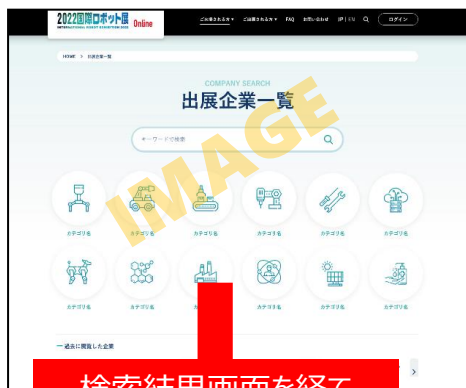 2022国際ロボット展 Online
INTERNATIONAL ROBOT EXHIBITION 2022
ご出展される方▼ ご来場される方▼ FAQ お問い合わせ JP | EN ログイン
HOME > 出展企業一覧
COMPANY SEARCH
出展企業一覧
キーワードで検索
IMAGE
カテゴリ名 カテゴリ名 カテゴリ名 カテゴリ名 カテゴリ名 カテゴリ名
カテゴリ名 カテゴリ名 カテゴリ名 カテゴリ名 カテゴリ名
過去に閲覧した企業
検索結果画面を経て